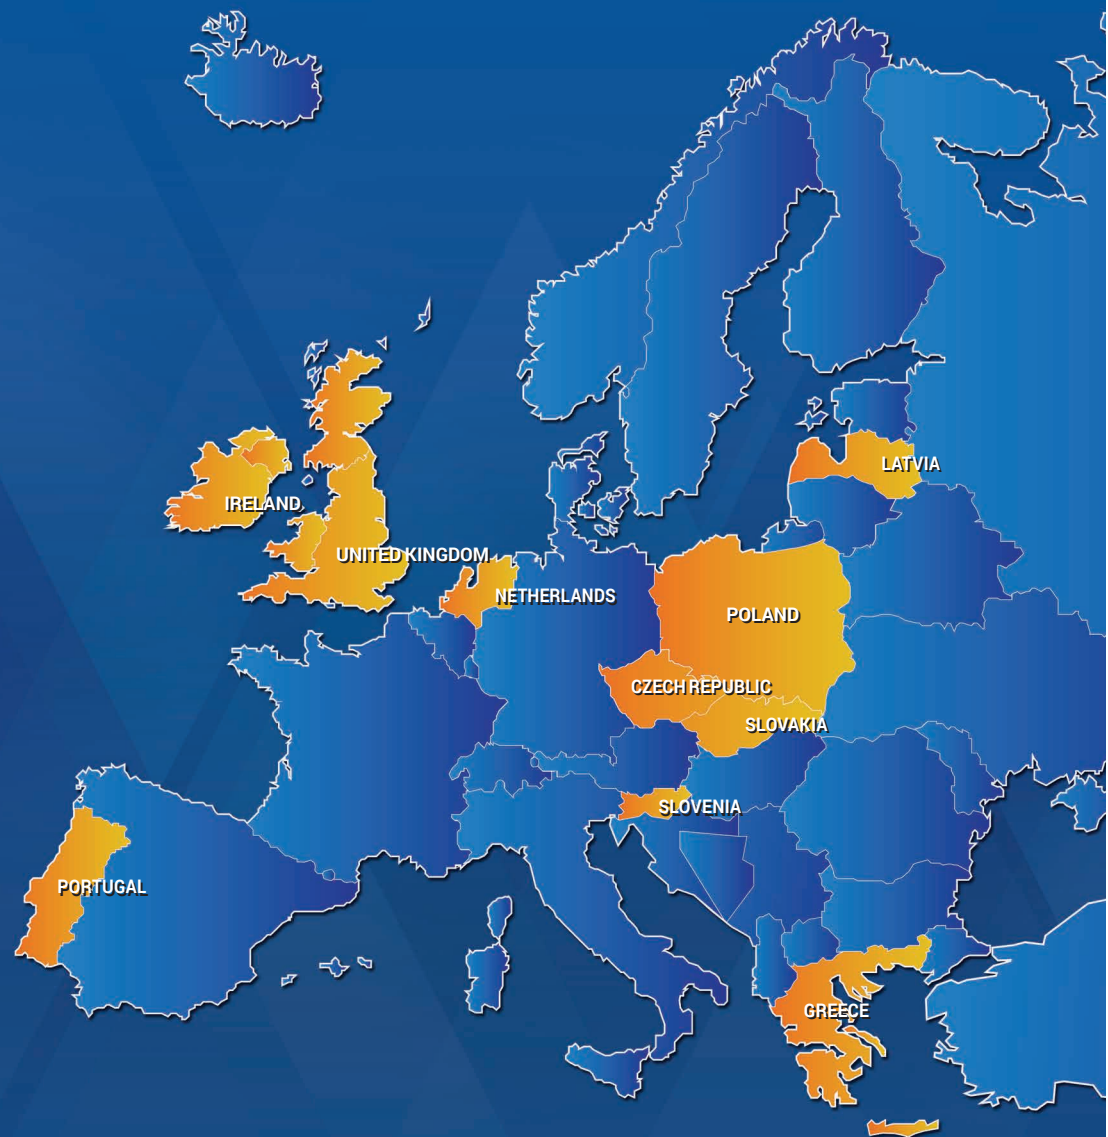 LATVIA
IRELAND
UNITED KINGDOM
NETHERLANDS
POLAND
CZECH REPUBLIC
SLOVAKIA
SLOVENIA
PORTUGAL
GREECE